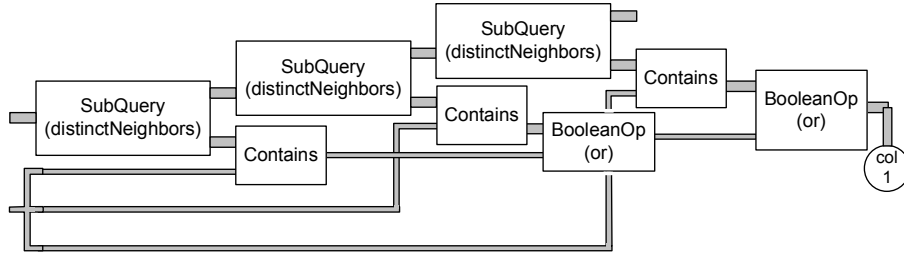 SubQuery
(distinctNeighbors)
SubQuery
(distinctNeighbors)
SubQuery
(distinctNeighbors)
Contains
Contains
Contains
BooleanOp
(or)
BooleanOp
(or)
col
1